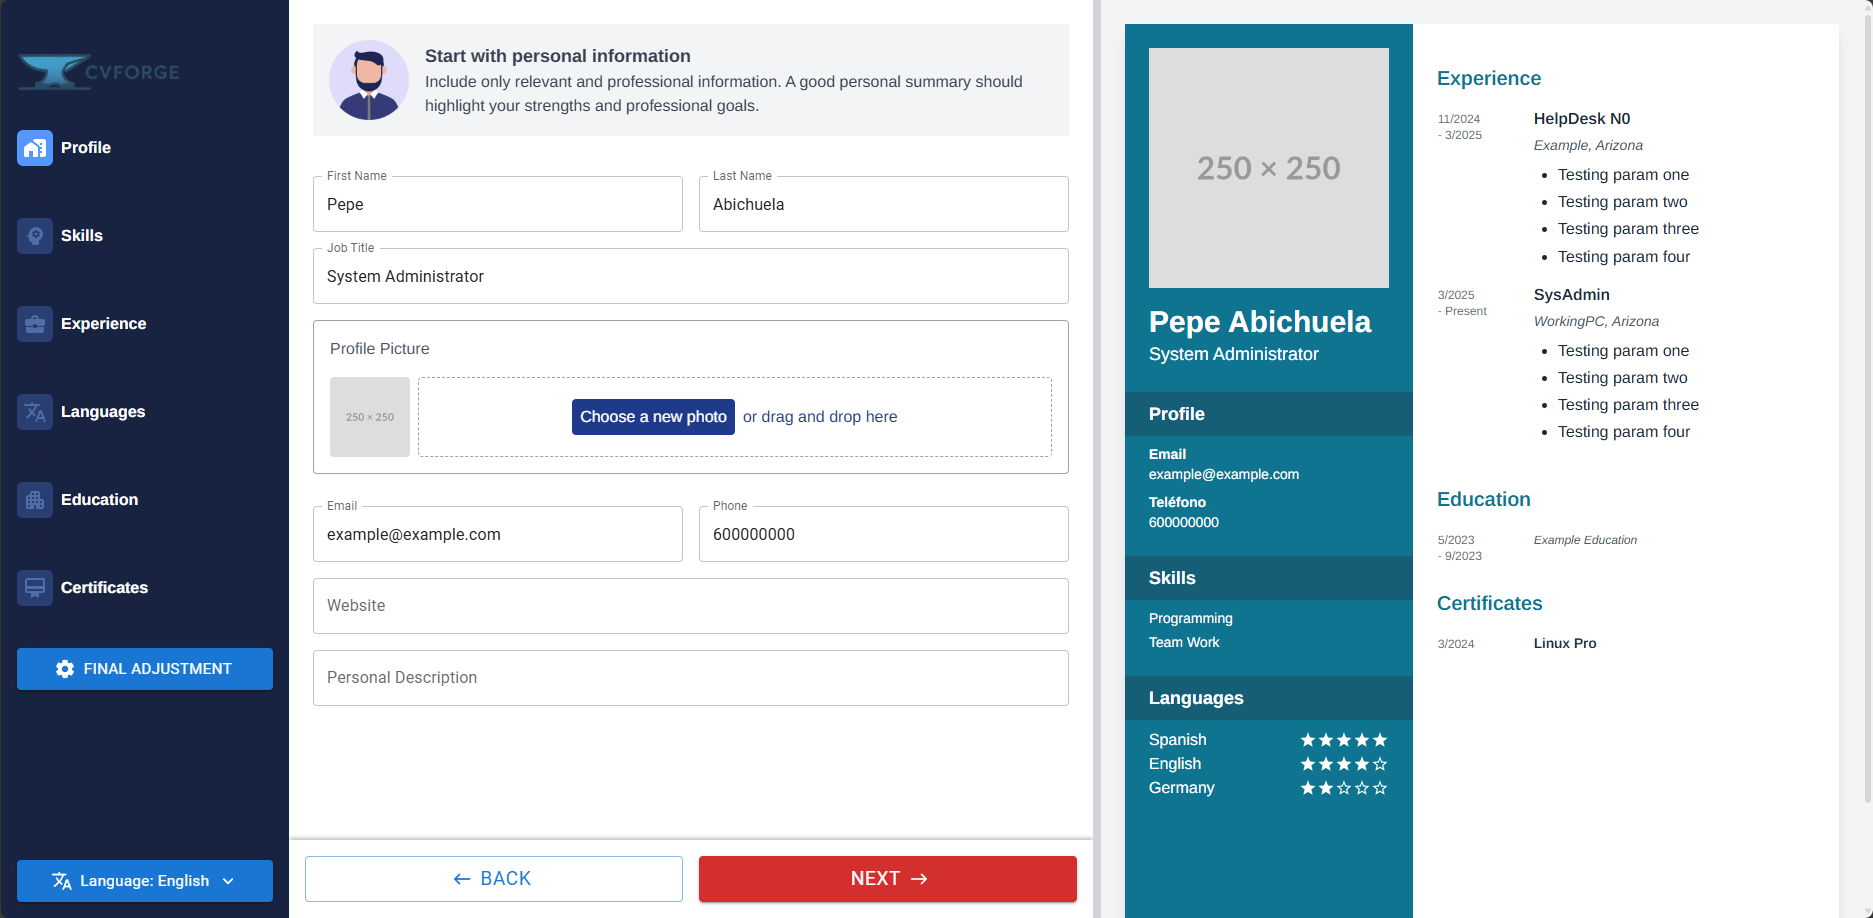 CVFORGE
Profile
Skills
Experience
Languages
Education
Certificates
FINAL ADJUSTMENT
Language: English
Start with personal information
Include only relevant and professional information. A good personal summary should
highlight your strengths and professional goals.
First Name
Pepe
Last Name
Abichuela
Job Title
System Administrator
Profile Picture
250 × 250
Choose a new photo or drag and drop here
Email
example@example.com
Phone
600000000
Website
Personal Description
BACK
NEXT
250 × 250
Pepe Abichuela
System Administrator
Profile
Email
example@example.com
Teléfono
600000000
Skills
Programming
Team Work
Languages
Spanish
English
Germany
Experience
11/2024
- 3/2025
HelpDesk N0
Example, Arizona
Testing param one
Testing param two
Testing param three
Testing param four
3/2025
- Present
SysAdmin
WorkingPC, Arizona
Testing param one
Testing param two
Testing param three
Testing param four
Education
5/2023
- 9/2023
Example Education
Certificates
3/2024
Linux Pro